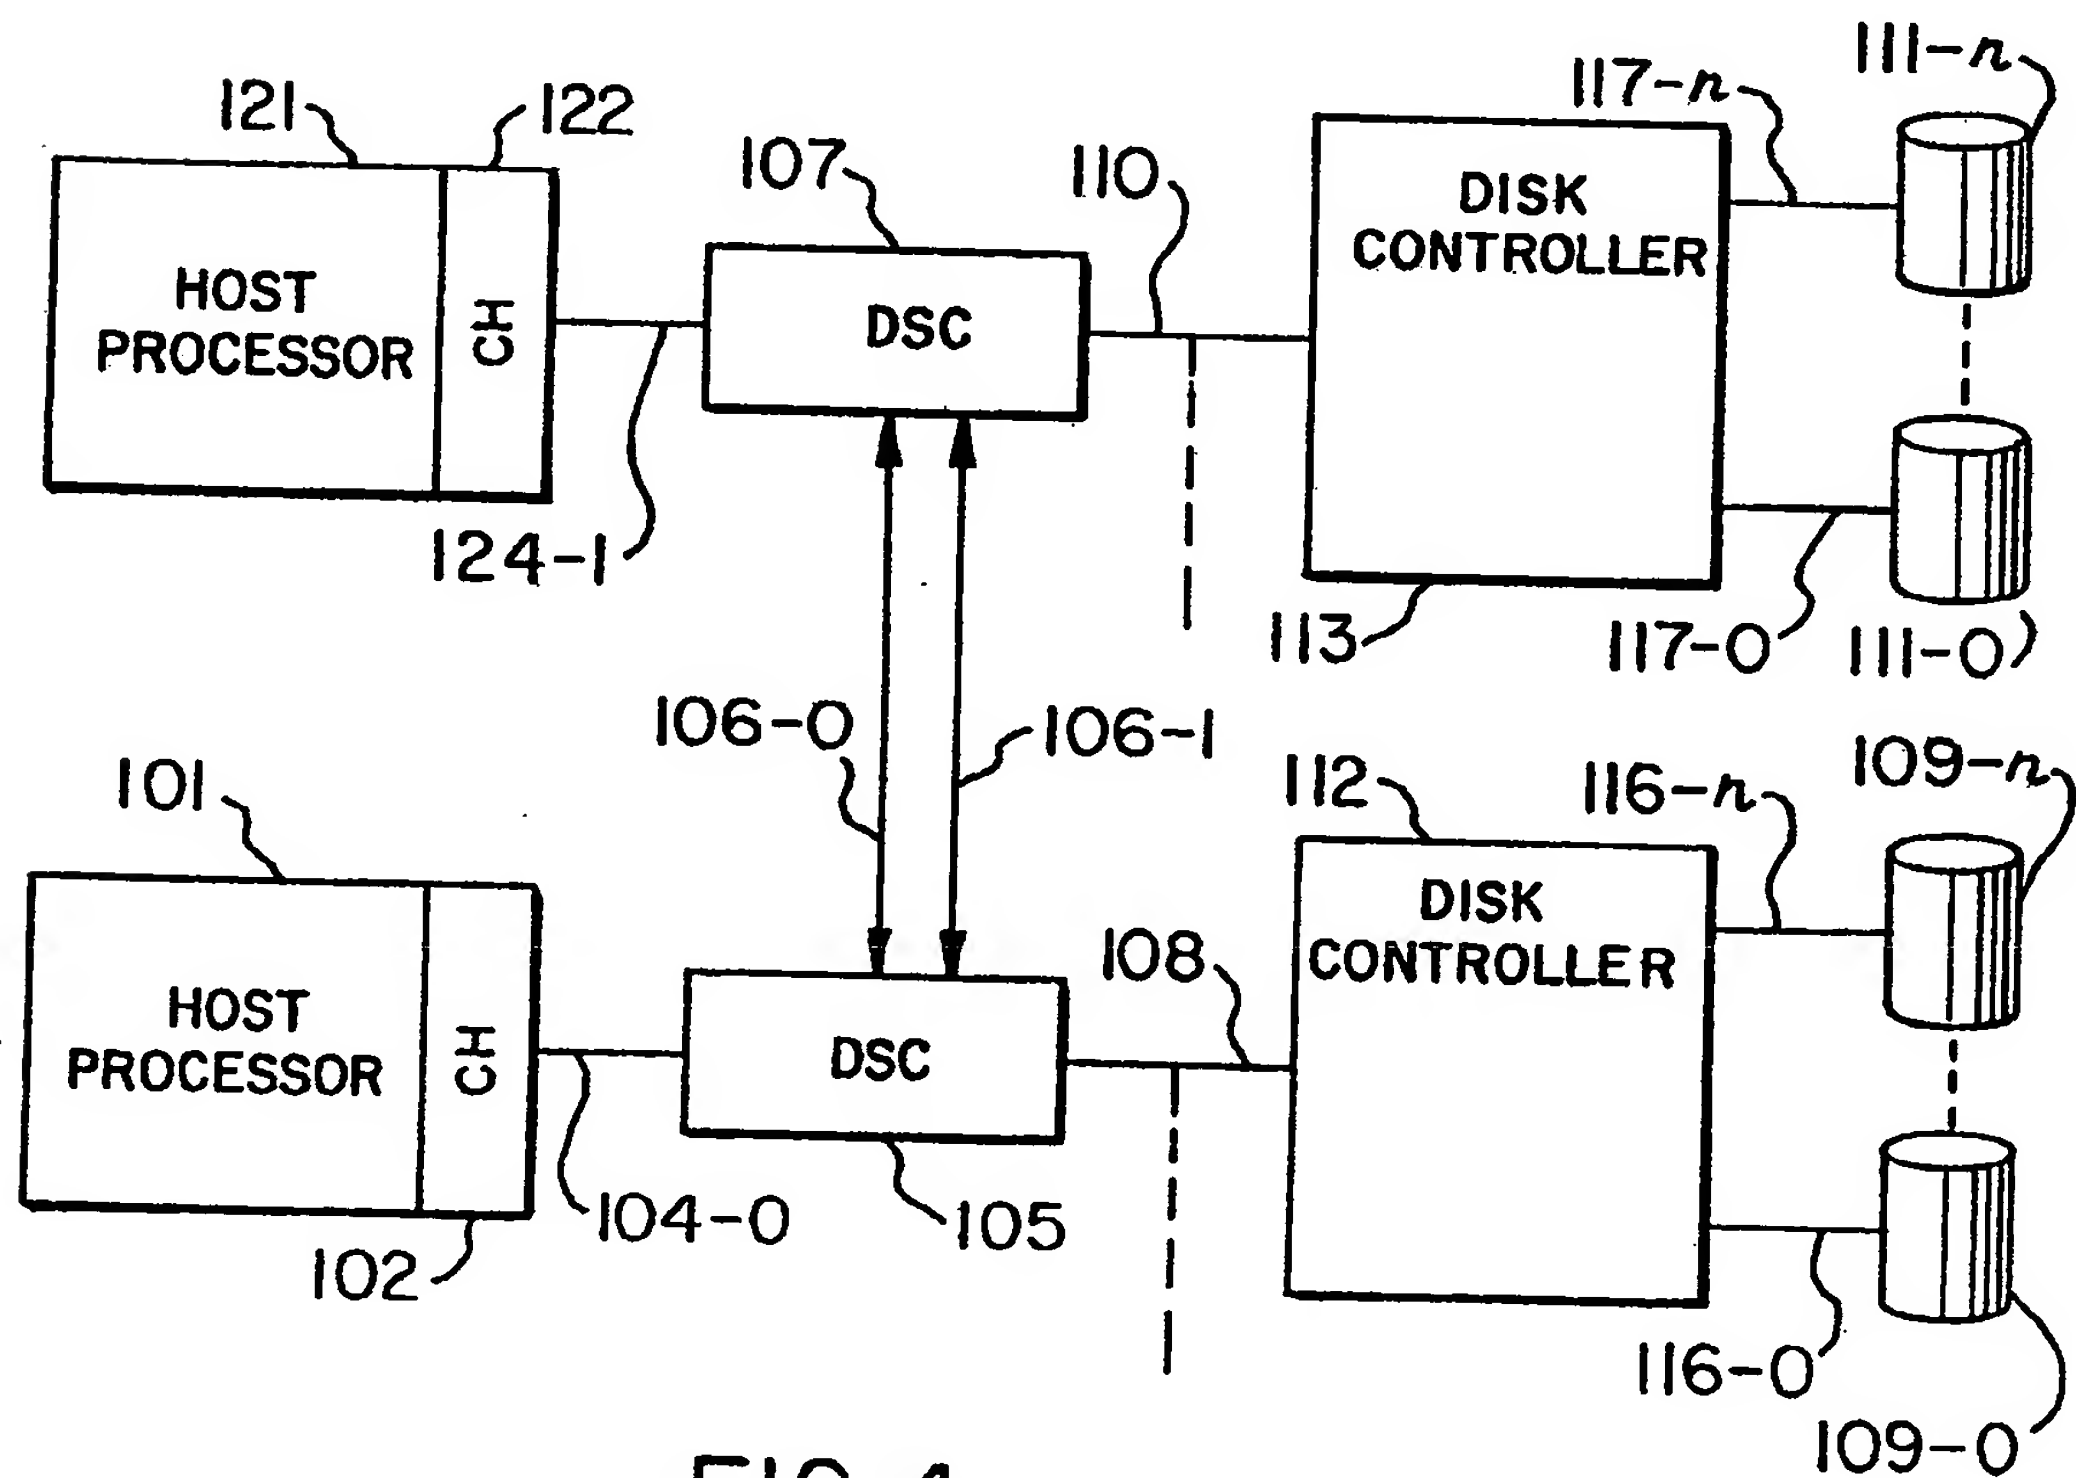 111-n
117-n
121
122
107
110
DISK
CONTROLLER
HOST
PROCESSOR
CH
DSC
124-1
113
117-0
111-0
106-0
106-1
101
112
116-n
109-n
DISK
CONTROLLER
108
HOST
PROCESSOR
CH
DSC
104-0
105
102
116-0
109-0